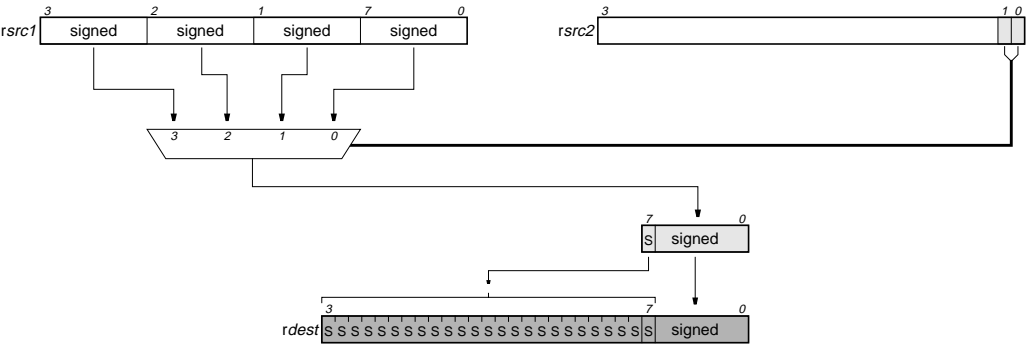 3 2 1 7 0 3 1 0
rsrc1 signed signed signed signed rsrc2
3 2 1 0
7 0
S signed
3 7 0
rdest S S S S S S S S S S S S S S S S S S S S S S S S S signed